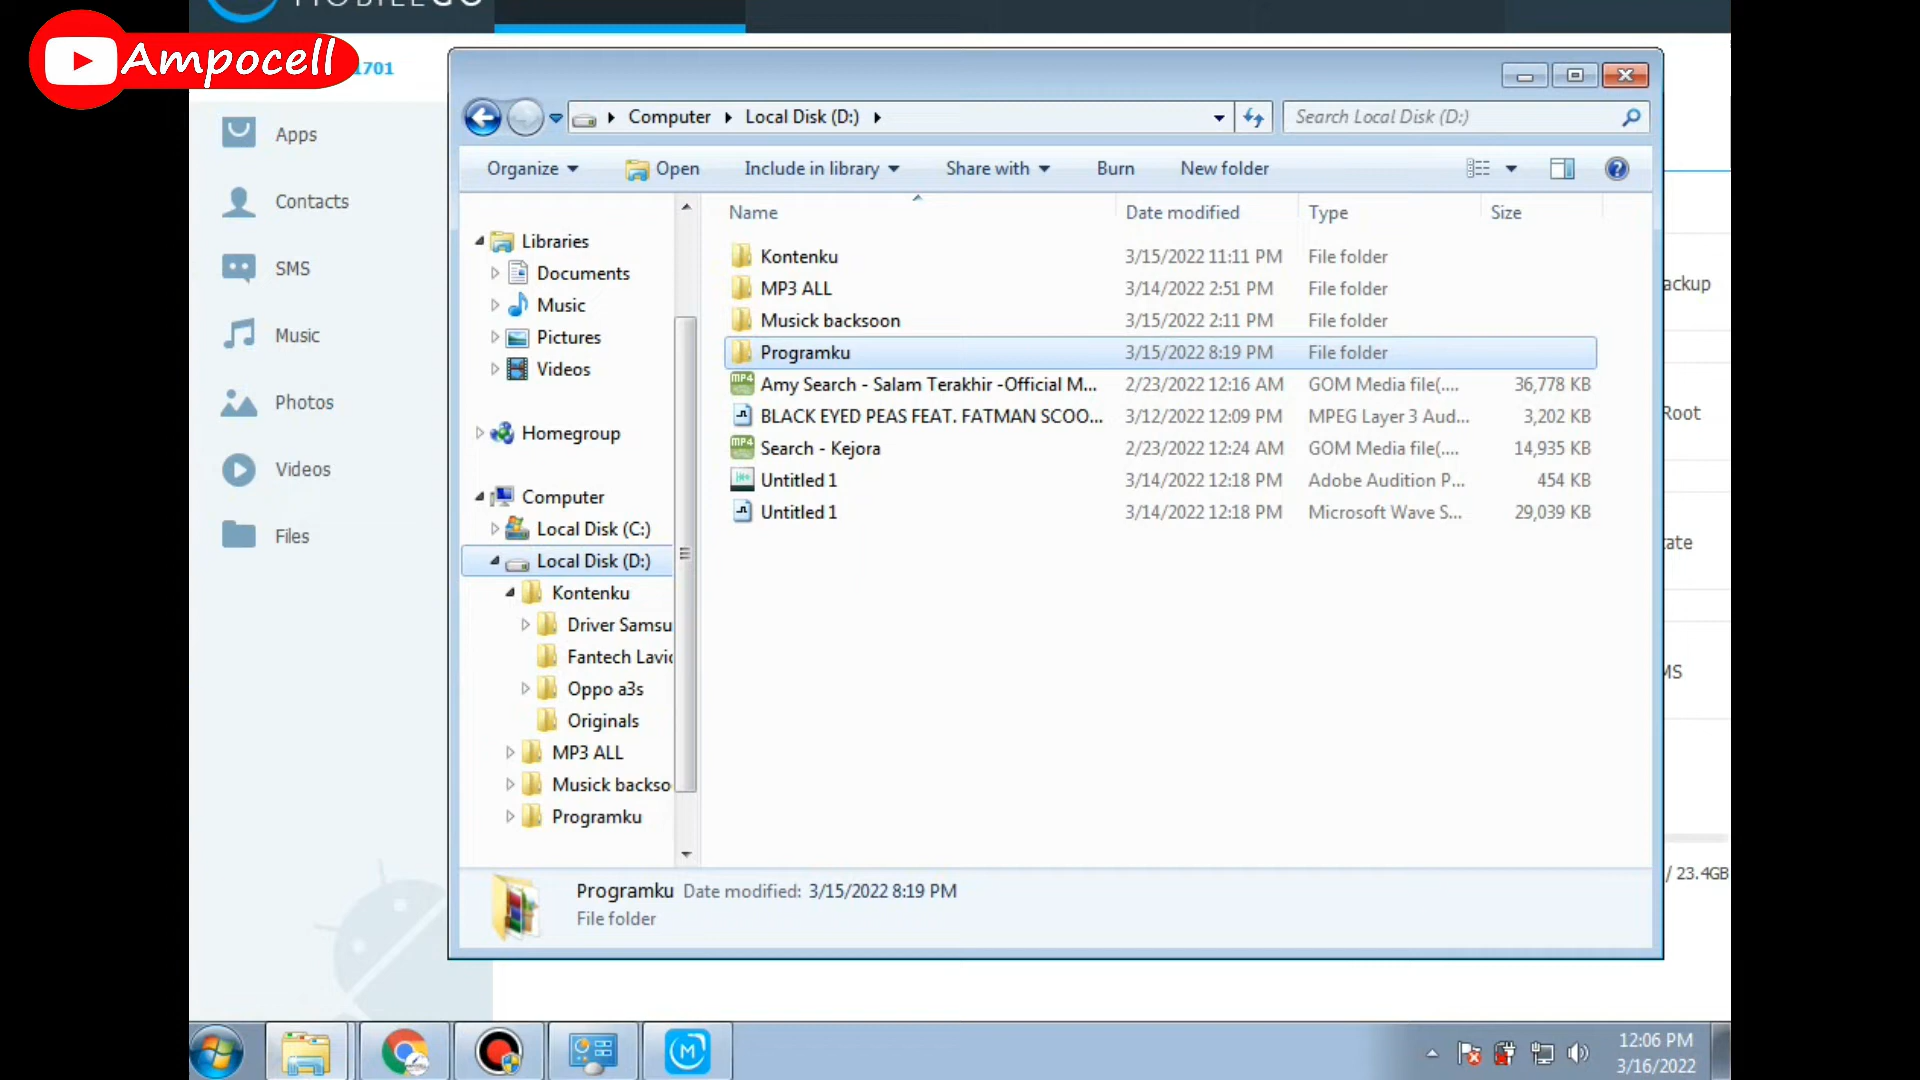 MOBILEGO
Ampocell
1701
Apps
Contacts
SMS
Music
Photos
Videos
Files
Computer
Local Disk (D:)
Search Local Disk (D:)
Organize
Open
Include in library
Share with
Burn
New folder
Libraries
Documents
Music
Pictures
Videos
Homegroup
Computer
Local Disk (C:)
Local Disk (D:)
Kontenku
Driver Samsu
Fantech Lavi
Oppo a3s
Originals
MP3 ALL
Musick backso
Programku
Name Date modified Type Size
Kontenku 3/15/2022 11:11 PM File folder
MP3 ALL 3/14/2022 2:51 PM File folder
Musick backsoon 3/15/2022 2:11 PM File folder
Programku 3/15/2022 8:19 PM File folder
MP4 Amy Search - Salam Terakhir -Official M... 2/23/2022 12:16 AM GOM Media file(.... 36,778 KB
BLACK EYED PEAS FEAT. FATMAN SCOO... 3/12/2022 12:09 PM MPEG Layer 3 Aud... 3,202 KB
MP4 Search - Kejora 2/23/2022 12:24 AM GOM Media file(.... 14,935 KB
Untitled 1 3/14/2022 12:18 PM Adobe Audition P... 454 KB
Untitled 1 3/14/2022 12:18 PM Microsoft Wave S... 29,039 KB
Programku Date modified: 3/15/2022 8:19 PM
File folder
ackup
Root
ate
MS
/ 23.4GB
12:06 PM
3/16/2022